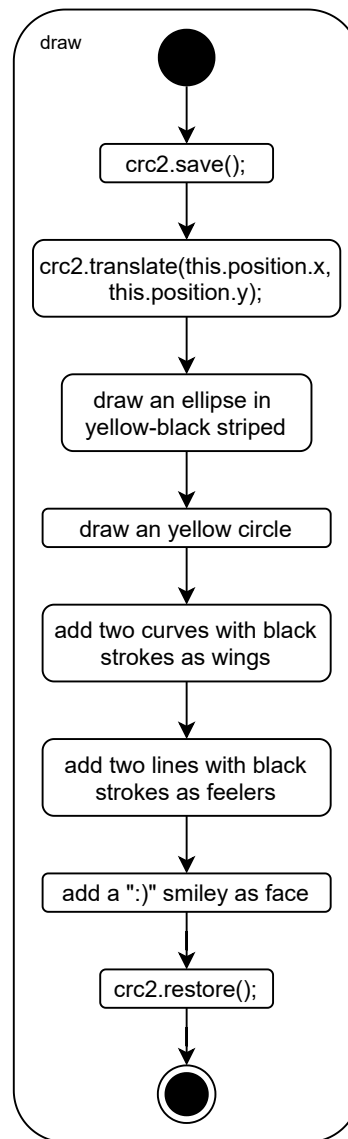 draw
crc2.save();
crc2.translate(this.position.x,
this.position.y);
draw an ellipse in
yellow-black striped
draw an yellow circle
add two curves with black
strokes as wings
add two lines with black
strokes as feelers
add a ":)" smiley as face
crc2.restore();